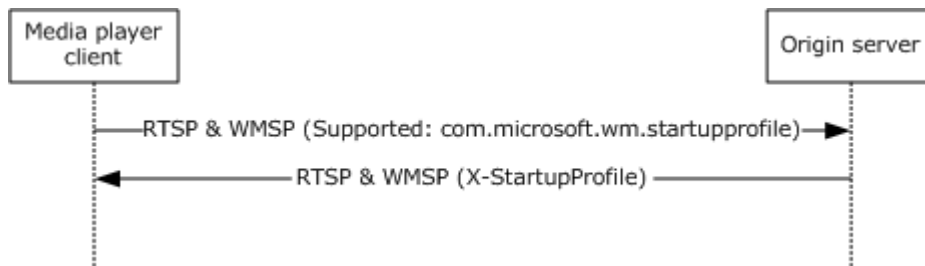 Media player
client
Origin server
RTSP & WMSP (Supported: com.microsoft.wm.startupprofile)
RTSP & WMSP (X-StartupProfile)